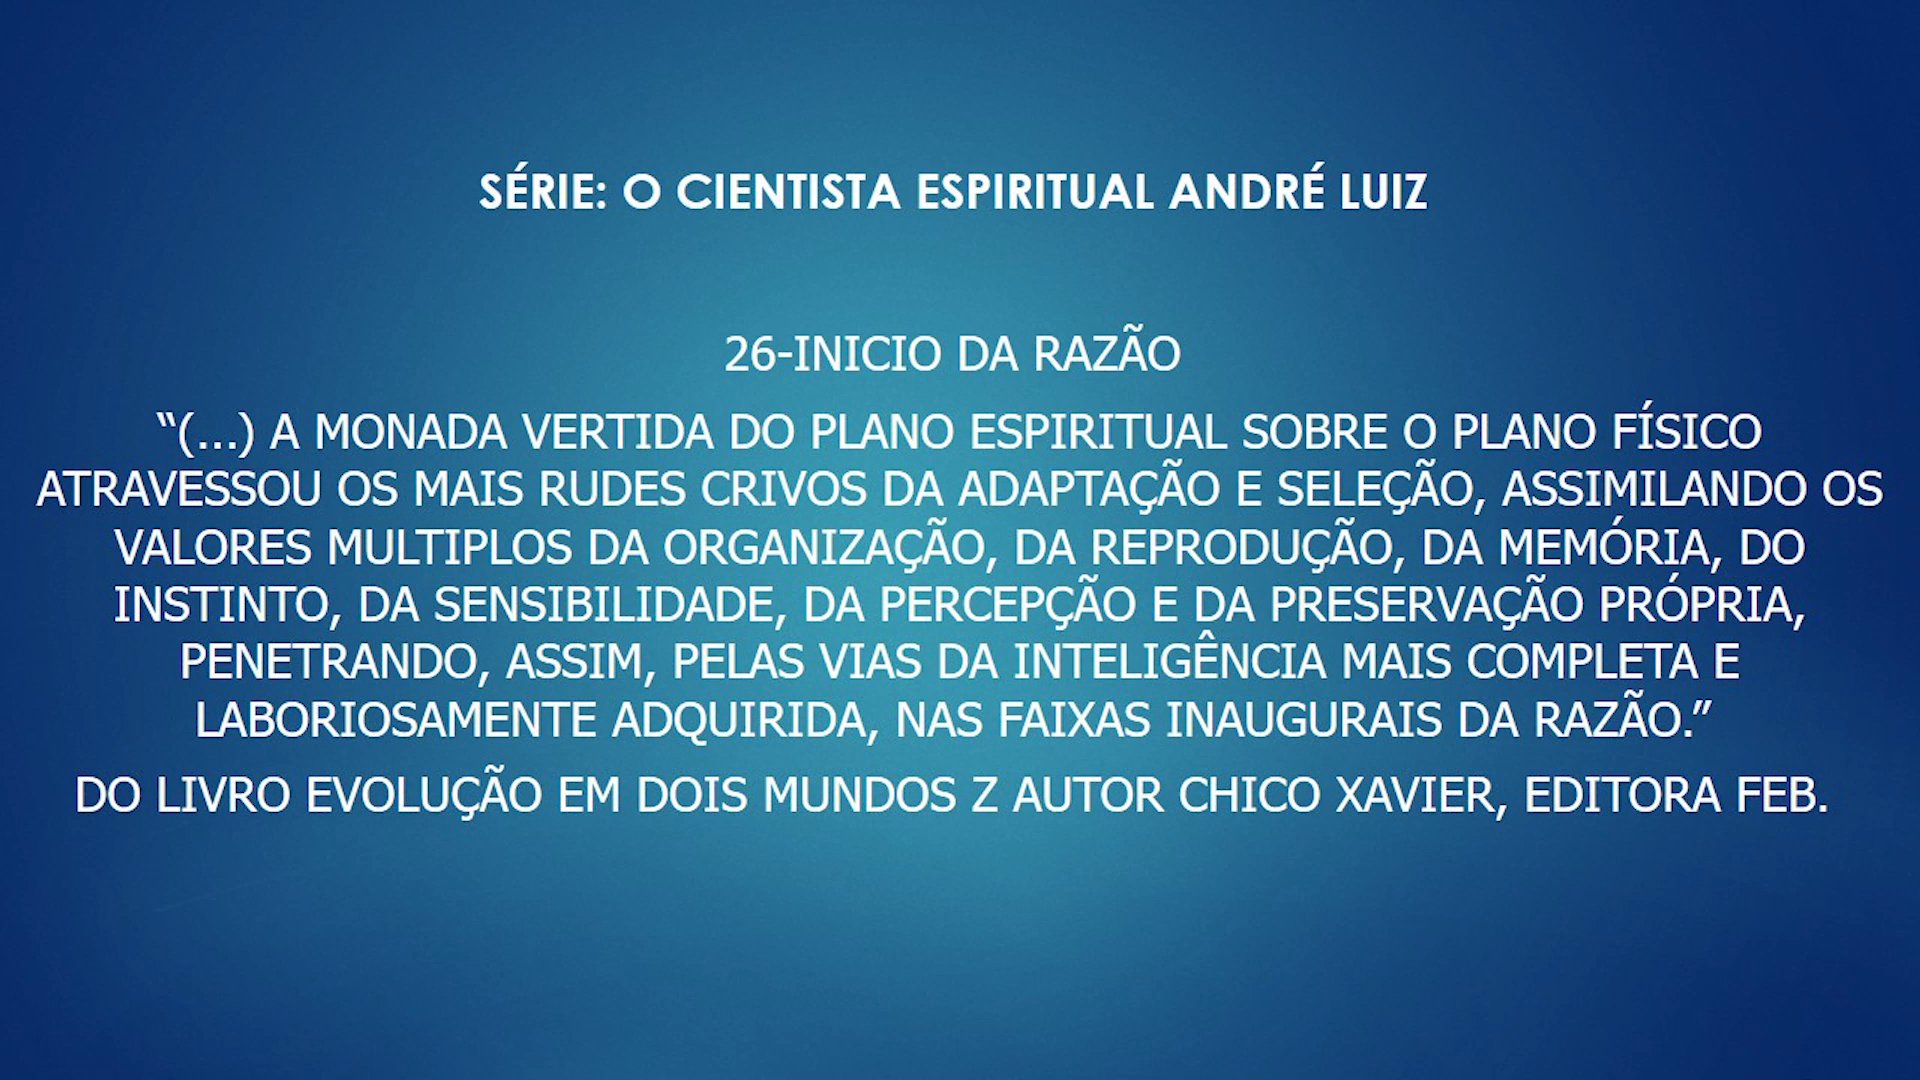 SÉRIE: O CIENTISTA ESPIRITUAL ANDRÉ LUIZ
26-INICIO DA RAZÃO
“(...) A MONADA VERTIDA DO PLANO ESPIRITUAL SOBRE O PLANO FÍSICO
ATRAVESSOU OS MAIS RUDES CRIVOS DA ADAPTAÇÃO E SELEÇÃO, ASSIMILANDO OS
VALORES MULTIPLOS DA ORGANIZAÇÃO, DA REPRODUÇÃO, DA MEMÓRIA, DO
INSTINTO, DA SENSIBILIDADE, DA PERCEPÇÃO E DA PRESERVAÇÃO PRÓPRIA,
PENETRANDO, ASSIM, PELAS VIAS DA INTELIGÊNCIA MAIS COMPLETA E
LABORIOSAMENTE ADQUIRIDA, NAS FAIXAS INAUGURAIS DA RAZÃO.”
DO LIVRO EVOLUÇÃO EM DOIS MUNDOS Z AUTOR CHICO XAVIER, EDITORA FEB.